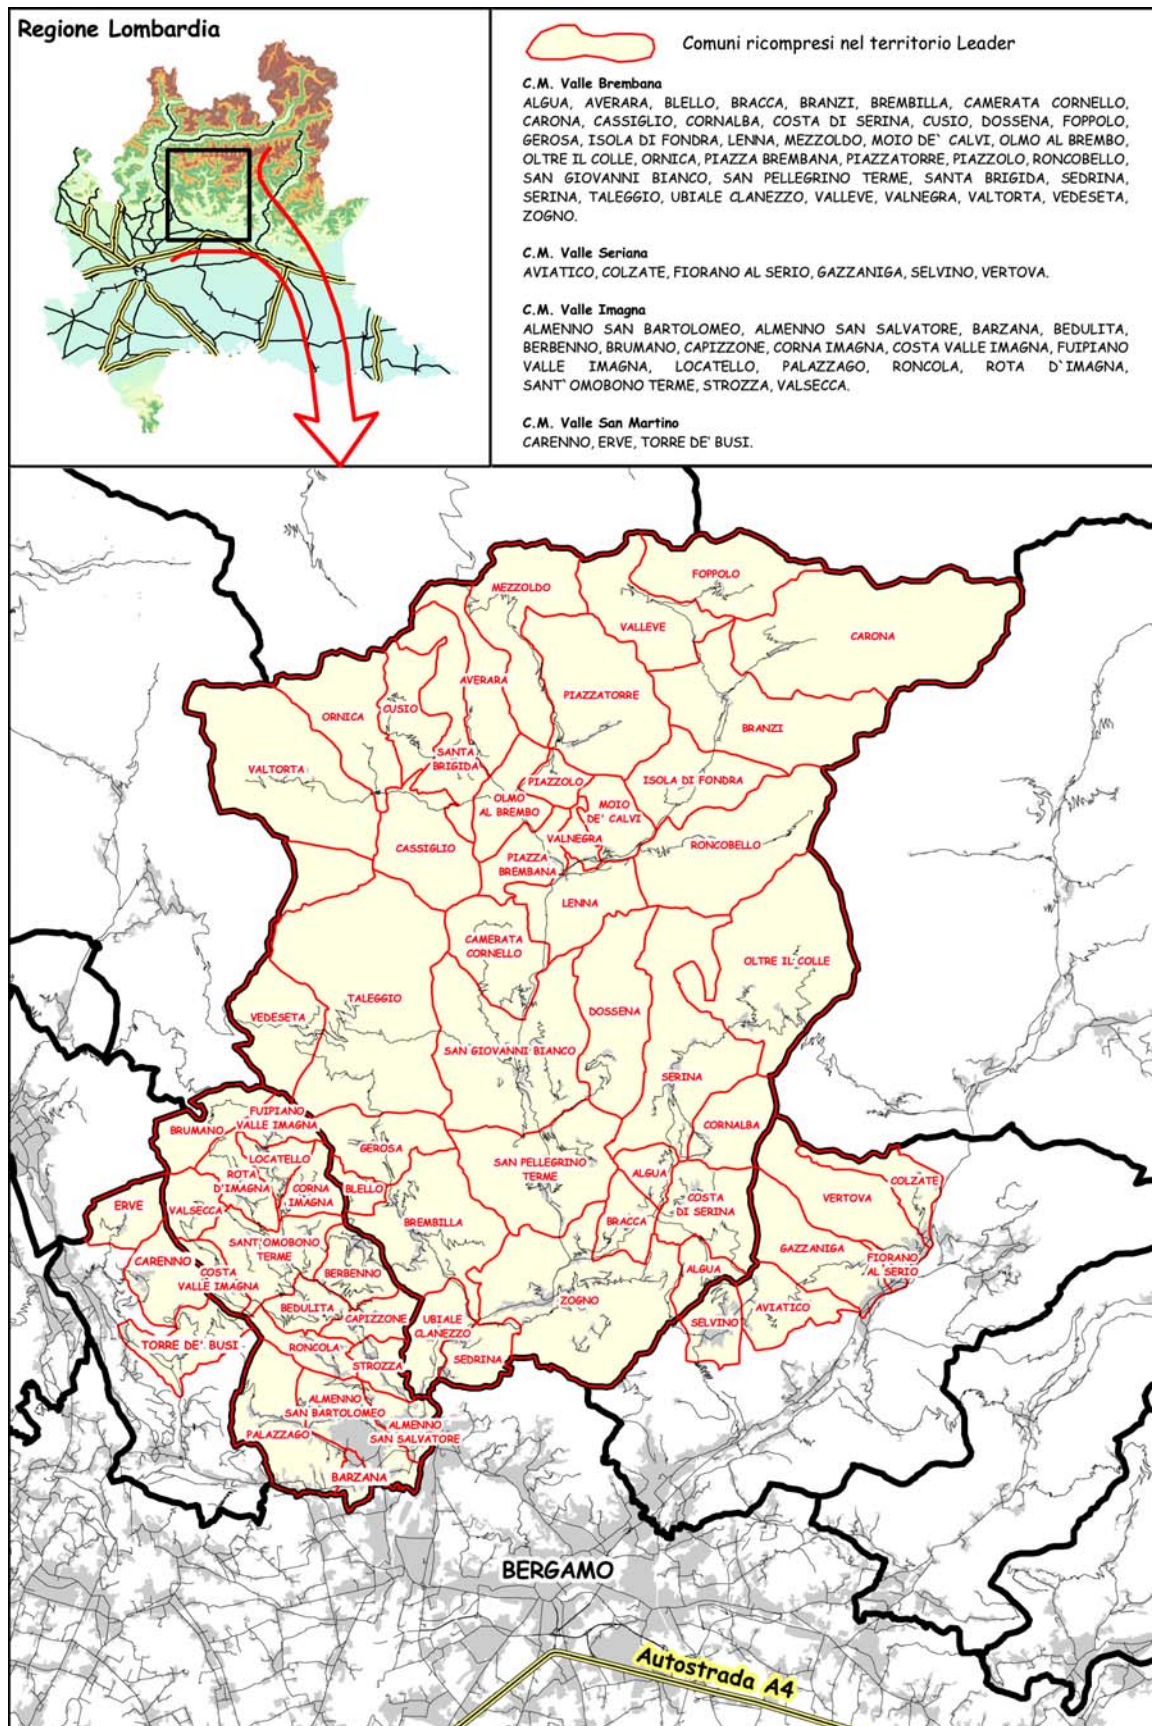 Regione Lombardia
Comuni ricompresi nel territorio Leader
C.M. Valle Brembana
ALGUA, AVERARA, BLELLO, BRACCA, BRANZI, BREMBILLA, CAMERATA CORNELLO,
CARONA, CASSIGLIO, CORNALBA, COSTA DI SERINA, CUSIO, DOSSENA, FOPPOLO,
GEROSA, ISOLA DI FONDRA, LENNA, MEZZOLDO, MOIO DE` CALVI, OLMO AL BREMBO,
OLTRE IL COLLE, ORNICA, PIAZZA BREMBANA, PIAZZATORRE, PIAZZOLO, RONCOBELLO,
SAN GIOVANNI BIANCO, SAN PELLEGRINO TERME, SANTA BRIGIDA, SEDRINA,
SERINA, TALEGGIO, UBIALE CLANEZZO, VALLEVE, VALNEGRA, VALTORTA, VEDESETA,
ZOGNO.
C.M. Valle Seriana
AVIATICO, COLZATE, FIORANO AL SERIO, GAZZANIGA, SELVINO, VERTOVA.
C.M. Valle Imagna
ALMENNO SAN BARTOLOMEO, ALMENNO SAN SALVATORE, BARZANA, BEDULITA,
BERBENNO, BRUMANO, CAPIZZONE, CORNA IMAGNA, COSTA VALLE IMAGNA, FUIPIANO
VALLE IMAGNA, LOCATELLO, PALAZZAGO, RONCOLA, ROTA D`IMAGNA,
SANT` OMOBONO TERME, STROZZA, VALSECCA.
C.M. Valle San Martino
CARENNO, ERVE, TORRE DE' BUSI.
FOPPOLO
MEZZOLDO
VALLEVE
CARONA
AVERARA
PIAZZATORRE
CUSIO
ORNICA
BRANZI
SANTA
BRIGIDA
VALTORTA
PIAZZOLO
ISOLA DI FONDRA
OLMO
AL BREMBO
MOIO
DE' CALVI
VALNEGRA
RONCOBELLO
CASSIGLIO
PIAZZA
BREMBANA
LENNA
CAMERATA
CORNELLO
OLTRE IL COLLE
TALEGGIO
DOSSENA
VEDESETA
SAN GIOVANNI BIANCO
SERINA
FUIPIANO
VALLE IMAGNA
BRUMANO
CORNALBA
GEROSA
LOCATELLO
SAN PELLEGRINO
TERME
ROTA
D'IMAGNA
CORNA
IMAGNA
BLELLO
ALGUA
COLZATE
VERTOVA
ERVE
VALSECCA
COSTA
DI SERINA
BREMBILLA
BRACCA
SANT' OMOBONO
TERME
GAZZANIGA
CARENNO
FIORANO
AL SERIO
COSTA
VALLE IMAGNA
BERBENNO
ALGUA
ZOGNO
BEDULITA
AVIATICO
CAPIZZONE
UBIALE
CLANEZZO
SELVINO
TORRE DE' BUSI
RONCOLA
SEDRINA
STROZZA
ALMENNO
SAN BARTOLOMEO
ALMENNO
SAN SALVATORE
PALAZZAGO
BARZANA
BERGAMO
Autostrada A4